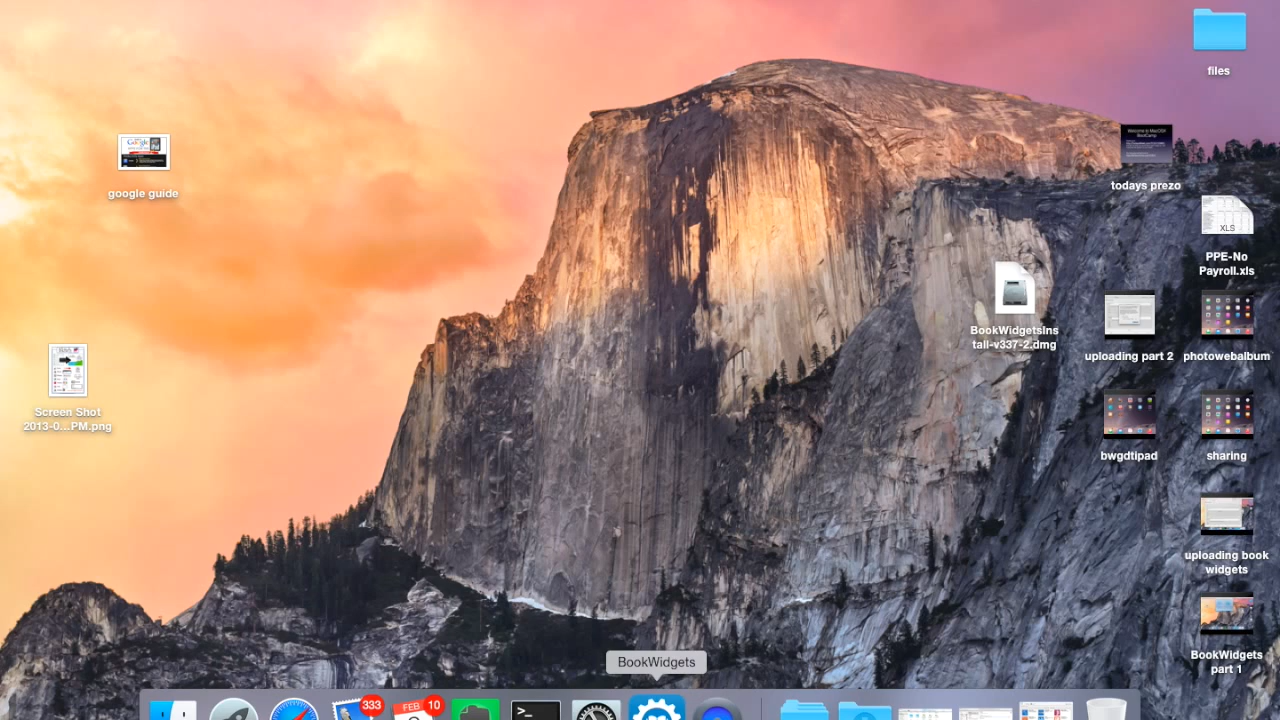 files
google guide
todays prezo
XLS
PPE-No
Payroll.xls
BookWidgetsIns
tall-v337-2.dmg
uploading part 2
photowebalbum
Screen Shot
2013-0...PM.png
bwgdtipad
sharing
uploading book
widgets
BookWidgets
part 1
BookWidgets
333
FEB
10
>_